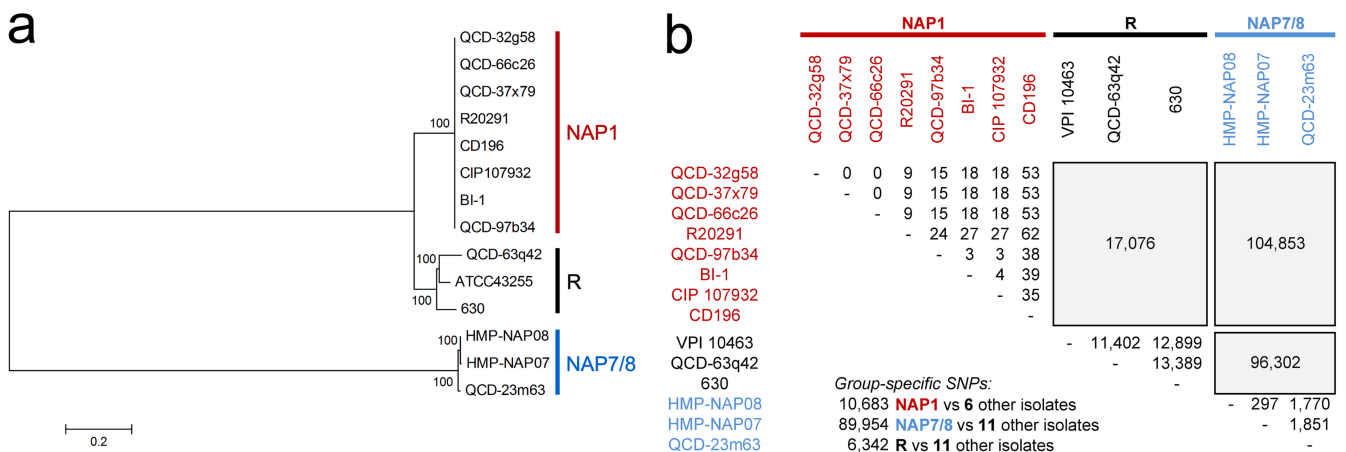 a
QCD-32g58
QCD-66c26
QCD-37x79
R20291
CD196
CIP107932
BI-1
QCD-97b34
QCD-63q42
ATCC43255
630
HMP-NAP08
HMP-NAP07
QCD-23m63
100
100
100
100
100
NAP1
R
NAP7/8
0.2
b
NAP1 R NAP7/8
QCD-32g58 QCD-37x79 QCD-66c26 R20291 QCD-97b34 BI-1 CIP 107932 CD196 VPI 10463 QCD-63q42 630 HMP-NAP08 HMP-NAP07 QCD-23m63
QCD-32g58 - 0 0 9 15 18 18 53
QCD-37x79 - 0 9 15 18 18 53
QCD-66c26 - 9 15 18 18 53
R20291 - 24 27 27 62
17,076 104,853
QCD-97b34 - 3 3 38
BI-1 - 4 39
CIP 107932 - 35
CD196 -
VPI 10463 - 11,402 12,899
QCD-63q42 - 13,389 96,302
630 Group-specific SNPs: -
HMP-NAP08 10,683 NAP1 vs 6 other isolates - 297 1,770
HMP-NAP07 89,954 NAP7/8 vs 11 other isolates - 1,851
QCD-23m63 6,342 R vs 11 other isolates -